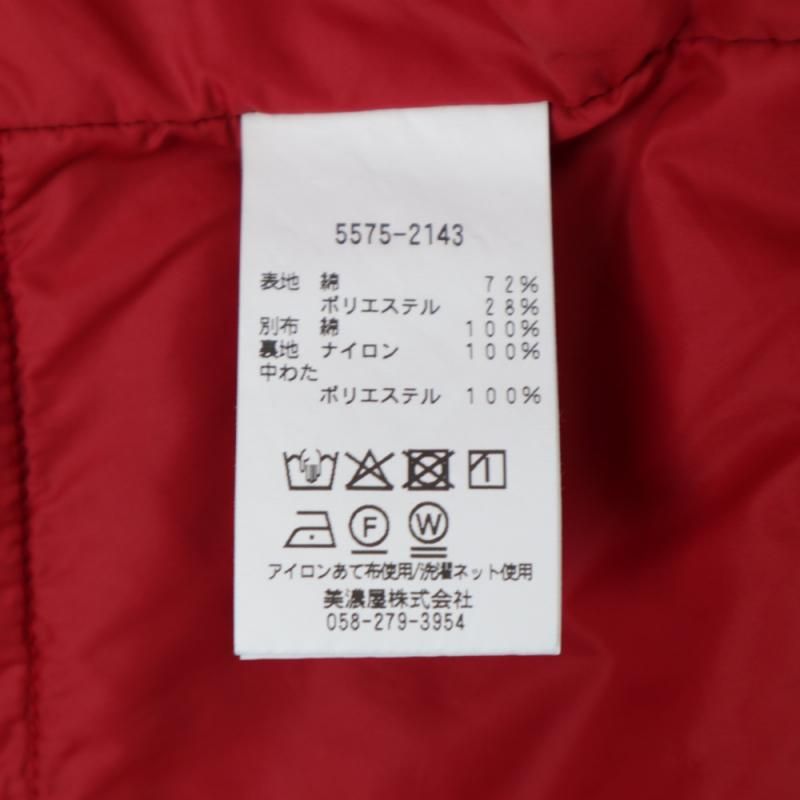 5575-2143
表地 綿 72%
ポリエステル 28%
別布 綿 100%
裏地 ナイロン 100%
中わた
ポリエステル 100%
F W
アイロンあて布使用/洗濯ネット使用
美濃屋株式会社
058-279-3954